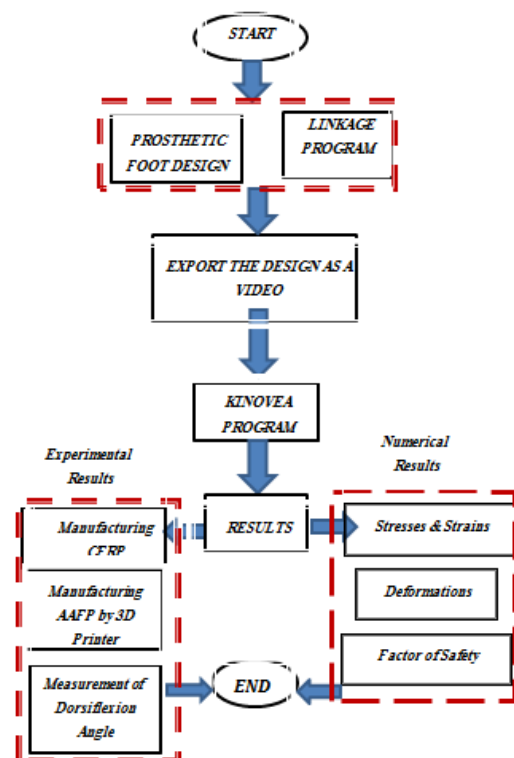 START
PROSTHETIC
FOOT DESIGN
LINKAGE
PROGRAM
EXPORT THE DESIGN AS A
VIDEO
KINOVEA
PROGRAM
Experimental
Results
Numerical
Results
RESULTS
Manufacturing
CFRP
Manufacturing
AAFP by 3D
Printer
Measurement of
Dorsiflexion
Angle
Stresses & Strains
Deformations
Factor of Safety
END